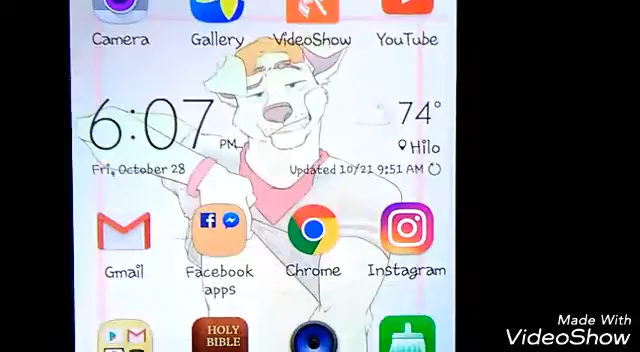 Camera Gallery VideoShow YouTube
6:07 PM 74°
Hilo
Fri, October 28 Updated 10/21 9:51 AM
Gmail Facebook apps Chrome Instagram
HOLY BIBLE
Made With
VideoShow